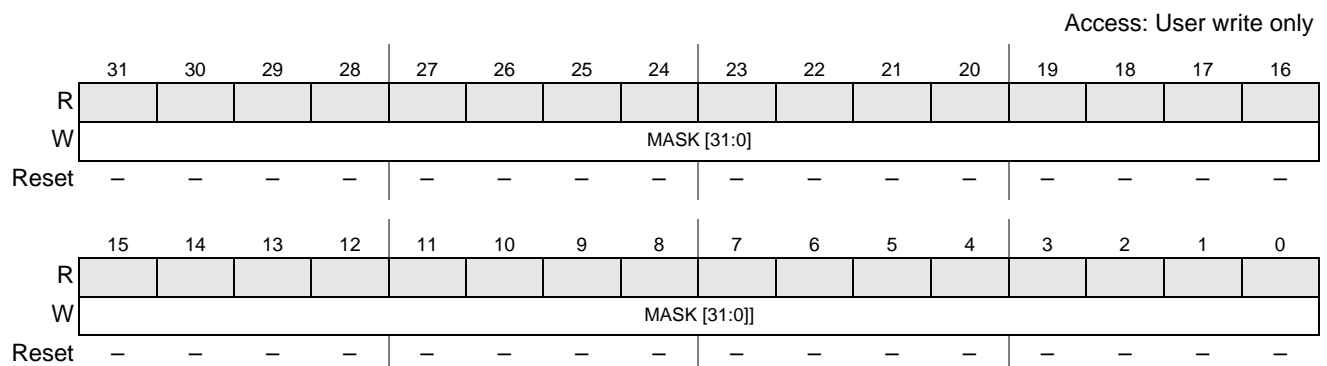 Access: User write only
31 30 29 28 27 26 25 24 23 22 21 20 19 18 17 16
R
W MASK [31:0]
Reset – – – – – – – – – – – – – – – –
15 14 13 12 11 10 9 8 7 6 5 4 3 2 1 0
R
W MASK [31:0]]
Reset – – – – – – – – – – – – – – – –